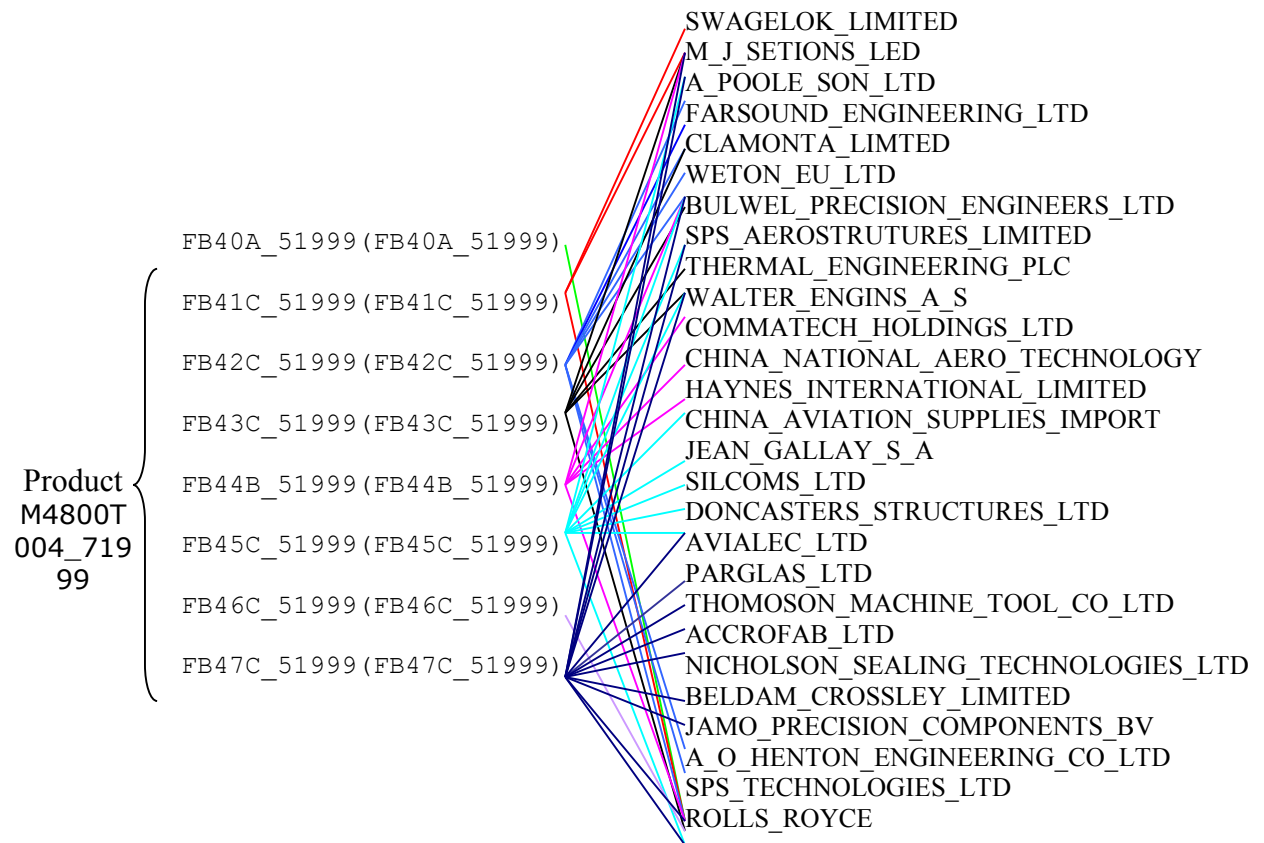 SWAGELOK_LIMITED
M_J_SETIONS_LED
A_POOLE_SON_LTD
FARSOUND_ENGINEERING_LTD
CLAMONTA_LIMTED
WETON_EU_LTD
BULWEL_PRECISION_ENGINEERS_LTD
SPS_AEROSTRUTURES_LIMITED
THERMAL_ENGINEERING_PLC
WALTER_ENGINS_A_S
COMMATECH_HOLDINGS_LTD
CHINA_NATIONAL_AERO_TECHNOLOGY
HAYNES_INTERNATIONAL_LIMITED
CHINA_AVIATION_SUPPLIES_IMPORT
JEAN_GALLAY_S_A
SILCOMS_LTD
DONCASTERS_STRUCTURES_LTD
AVIALEC_LTD
PARGLAS_LTD
THOMOSON_MACHINE_TOOL_CO_LTD
ACCROFAB_LTD
NICHOLSON_SEALING_TECHNOLOGIES_LTD
BELDAM_CROSSLEY_LIMITED
JAMO_PRECISION_COMPONENTS_BV
A_O_HENTON_ENGINEERING_CO_LTD
SPS_TECHNOLOGIES_LTD
ROLLS_ROYCE
FB40A_51999(FB40A_51999)
FB41C_51999(FB41C_51999)
FB42C_51999(FB42C_51999)
FB43C_51999(FB43C_51999)
FB44B_51999(FB44B_51999)
FB45C_51999(FB45C_51999)
FB46C_51999(FB46C_51999)
FB47C_51999(FB47C_51999)
Product
M4800T
004_719
99